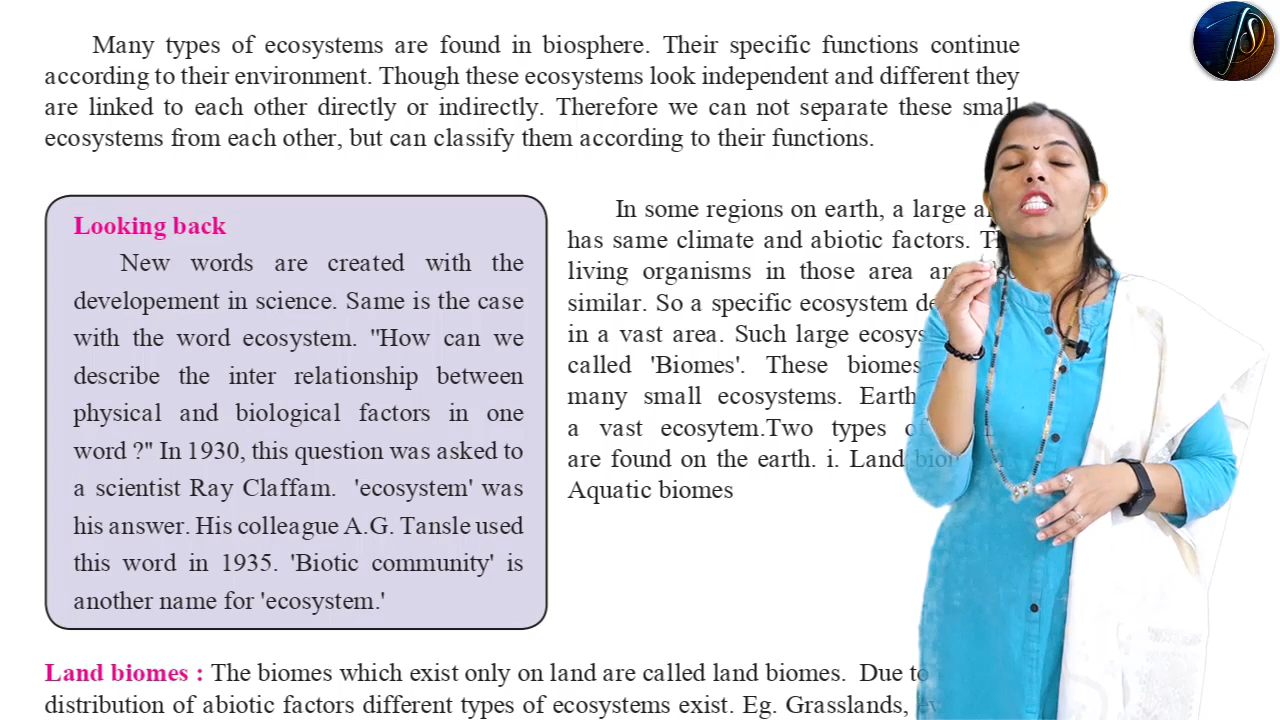 Many types of ecosystems are found in biosphere. Their specific functions continue
according to their environment. Though these ecosystems look independent and different they
are linked to each other directly or indirectly. Therefore we can not separate these small
ecosystems from each other, but can classify them according to their functions.
Looking back
New words are created with the
developement in science. Same is the case
with the word ecosystem. "How can we
describe the inter relationship between
physical and biological factors in one
word ?" In 1930, this question was asked to
a scientist Ray Claffam. 'ecosystem' was
his answer. His colleague A.G. Tansle used
this word in 1935. 'Biotic community' is
another name for 'ecosystem.'
In some regions on earth, a large
has same climate and abiotic factors.
living organisms in those area
similar. So a specific ecosystem
in a vast area. Such large
called 'Biomes'. These biomes
many small ecosystems. Earth
a vast ecosytem.Two types
are found on the earth. i. Land
Aquatic biomes
Land biomes : The biomes which exist only on land are called land biomes. Due to
distribution of abiotic factors different types of ecosystems exist. Eg. Grasslands,